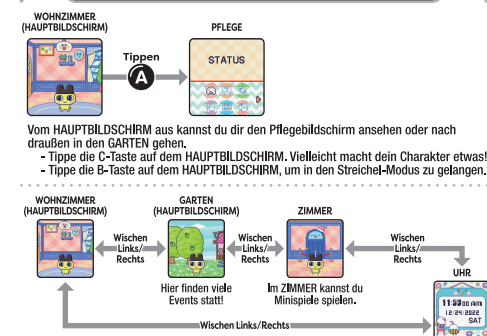 WOHNZIMMER
(HAUPTBILDSCHIRM)
PFLEGE
Tippen
A
STATUS
Vom HAUPTBILDSCHIRM aus kannst du dir den Pflegebildschirm ansehen oder nach
draußen in den GARTEN gehen.
- Tippe die C-Taste auf dem HAUPTBILDSCHIRM. Vielleicht macht dein Charakter etwas!
- Tippe die B-Taste auf dem HAUPTBILDSCHIRM, um in den Streichel-Modus zu gelangen.
WOHNZIMMER
(HAUPTBILDSCHIRM)
GARTEN
(HAUPTBILDSCHIRM)
ZIMMER
Wischen
Links/
Rechts
Wischen
Links/
Rechts
Wischen
Links/
Rechts
UHR
Hier finden viele
Events statt!
Im ZIMMER kannst du
Minispiele spielen.
AM
12/24/2022
SAT
Wischen Links/Rechts